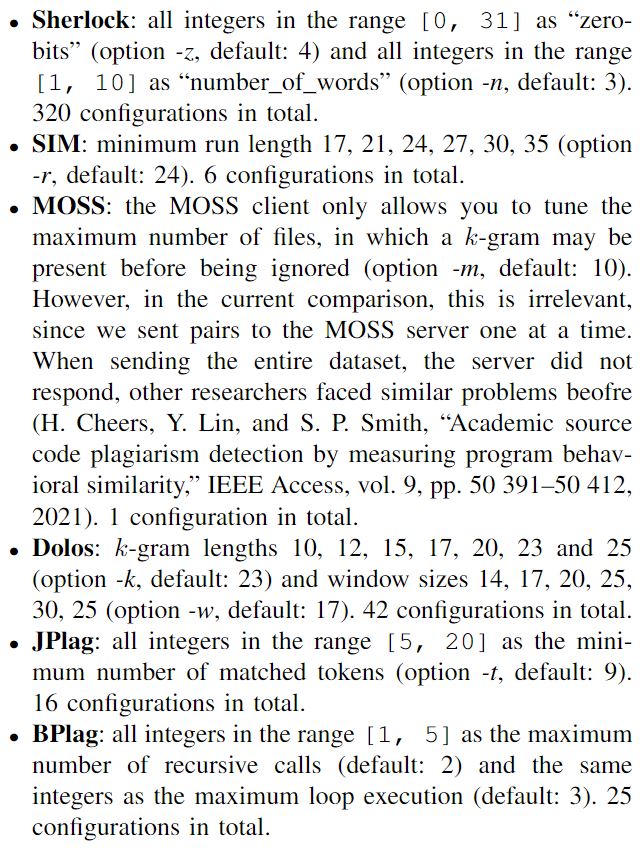 • Sherlock: all integers in the range [0, 31] as “zero-
bits” (option -z, default: 4) and all integers in the range
[1, 10] as “number_of_words” (option -n, default: 3).
320 configurations in total.
• SIM: minimum run length 17, 21, 24, 27, 30, 35 (option
-r, default: 24). 6 configurations in total.
• MOSS: the MOSS client only allows you to tune the
maximum number of files, in which a k-gram may be
present before being ignored (option -m, default: 10).
However, in the current comparison, this is irrelevant,
since we sent pairs to the MOSS server one at a time.
When sending the entire dataset, the server did not
respond, other researchers faced similar problems beofre
(H. Cheers, Y. Lin, and S. P. Smith, “Academic source
code plagiarism detection by measuring program behav-
ioral similarity,” IEEE Access, vol. 9, pp. 50 391–50 412,
2021). 1 configuration in total.
• Dolos: k-gram lengths 10, 12, 15, 17, 20, 23 and 25
(option -k, default: 23) and window sizes 14, 17, 20, 25,
30, 25 (option -w, default: 17). 42 configurations in total.
• JPlag: all integers in the range [5, 20] as the mini-
mum number of matched tokens (option -t, default: 9).
16 configurations in total.
• BPlag: all integers in the range [1, 5] as the maximum
number of recursive calls (default: 2) and the same
integers as the maximum loop execution (default: 3). 25
configurations in total.